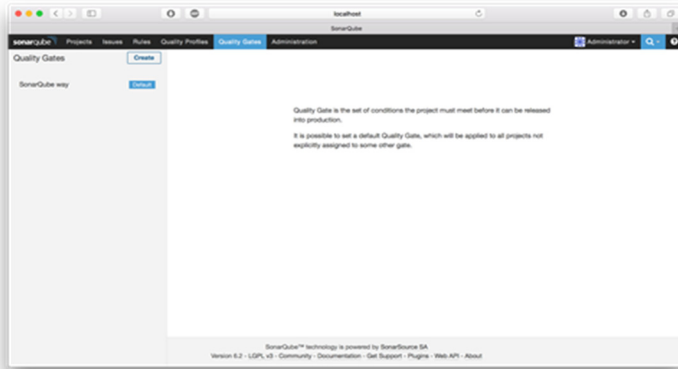 localhost
SonarQube
sonarqube Projects Issues Rules Quality Profiles Quality Gates Administration Administrator
Quality Gates Create
SonarQube way Default
Quality Gate is the set of conditions the project must meet before it can be released
into production.
It is possible to set a default Quality Gate, which will be applied to all projects not
explicitly assigned to some other gate.
SonarQube™ technology is powered by SonarSource SA
Version 6.2 - LGPL v3 - Community - Documentation - Get Support - Plugins - Web API - About